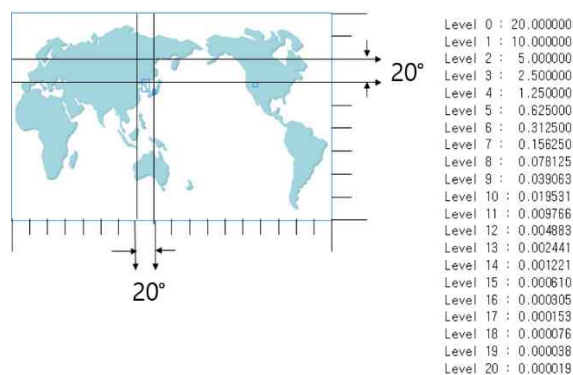 20°
20°
Level 0 : 20.000000
Level 1 : 10.000000
Level 2 : 5.000000
Level 3 : 2.500000
Level 4 : 1.250000
Level 5 : 0.625000
Level 6 : 0.312500
Level 7 : 0.156250
Level 8 : 0.078125
Level 9 : 0.039063
Level 10 : 0.019531
Level 11 : 0.009766
Level 12 : 0.004883
Level 13 : 0.002441
Level 14 : 0.001221
Level 15 : 0.000610
Level 16 : 0.000305
Level 17 : 0.000153
Level 18 : 0.000076
Level 19 : 0.000038
Level 20 : 0.000019